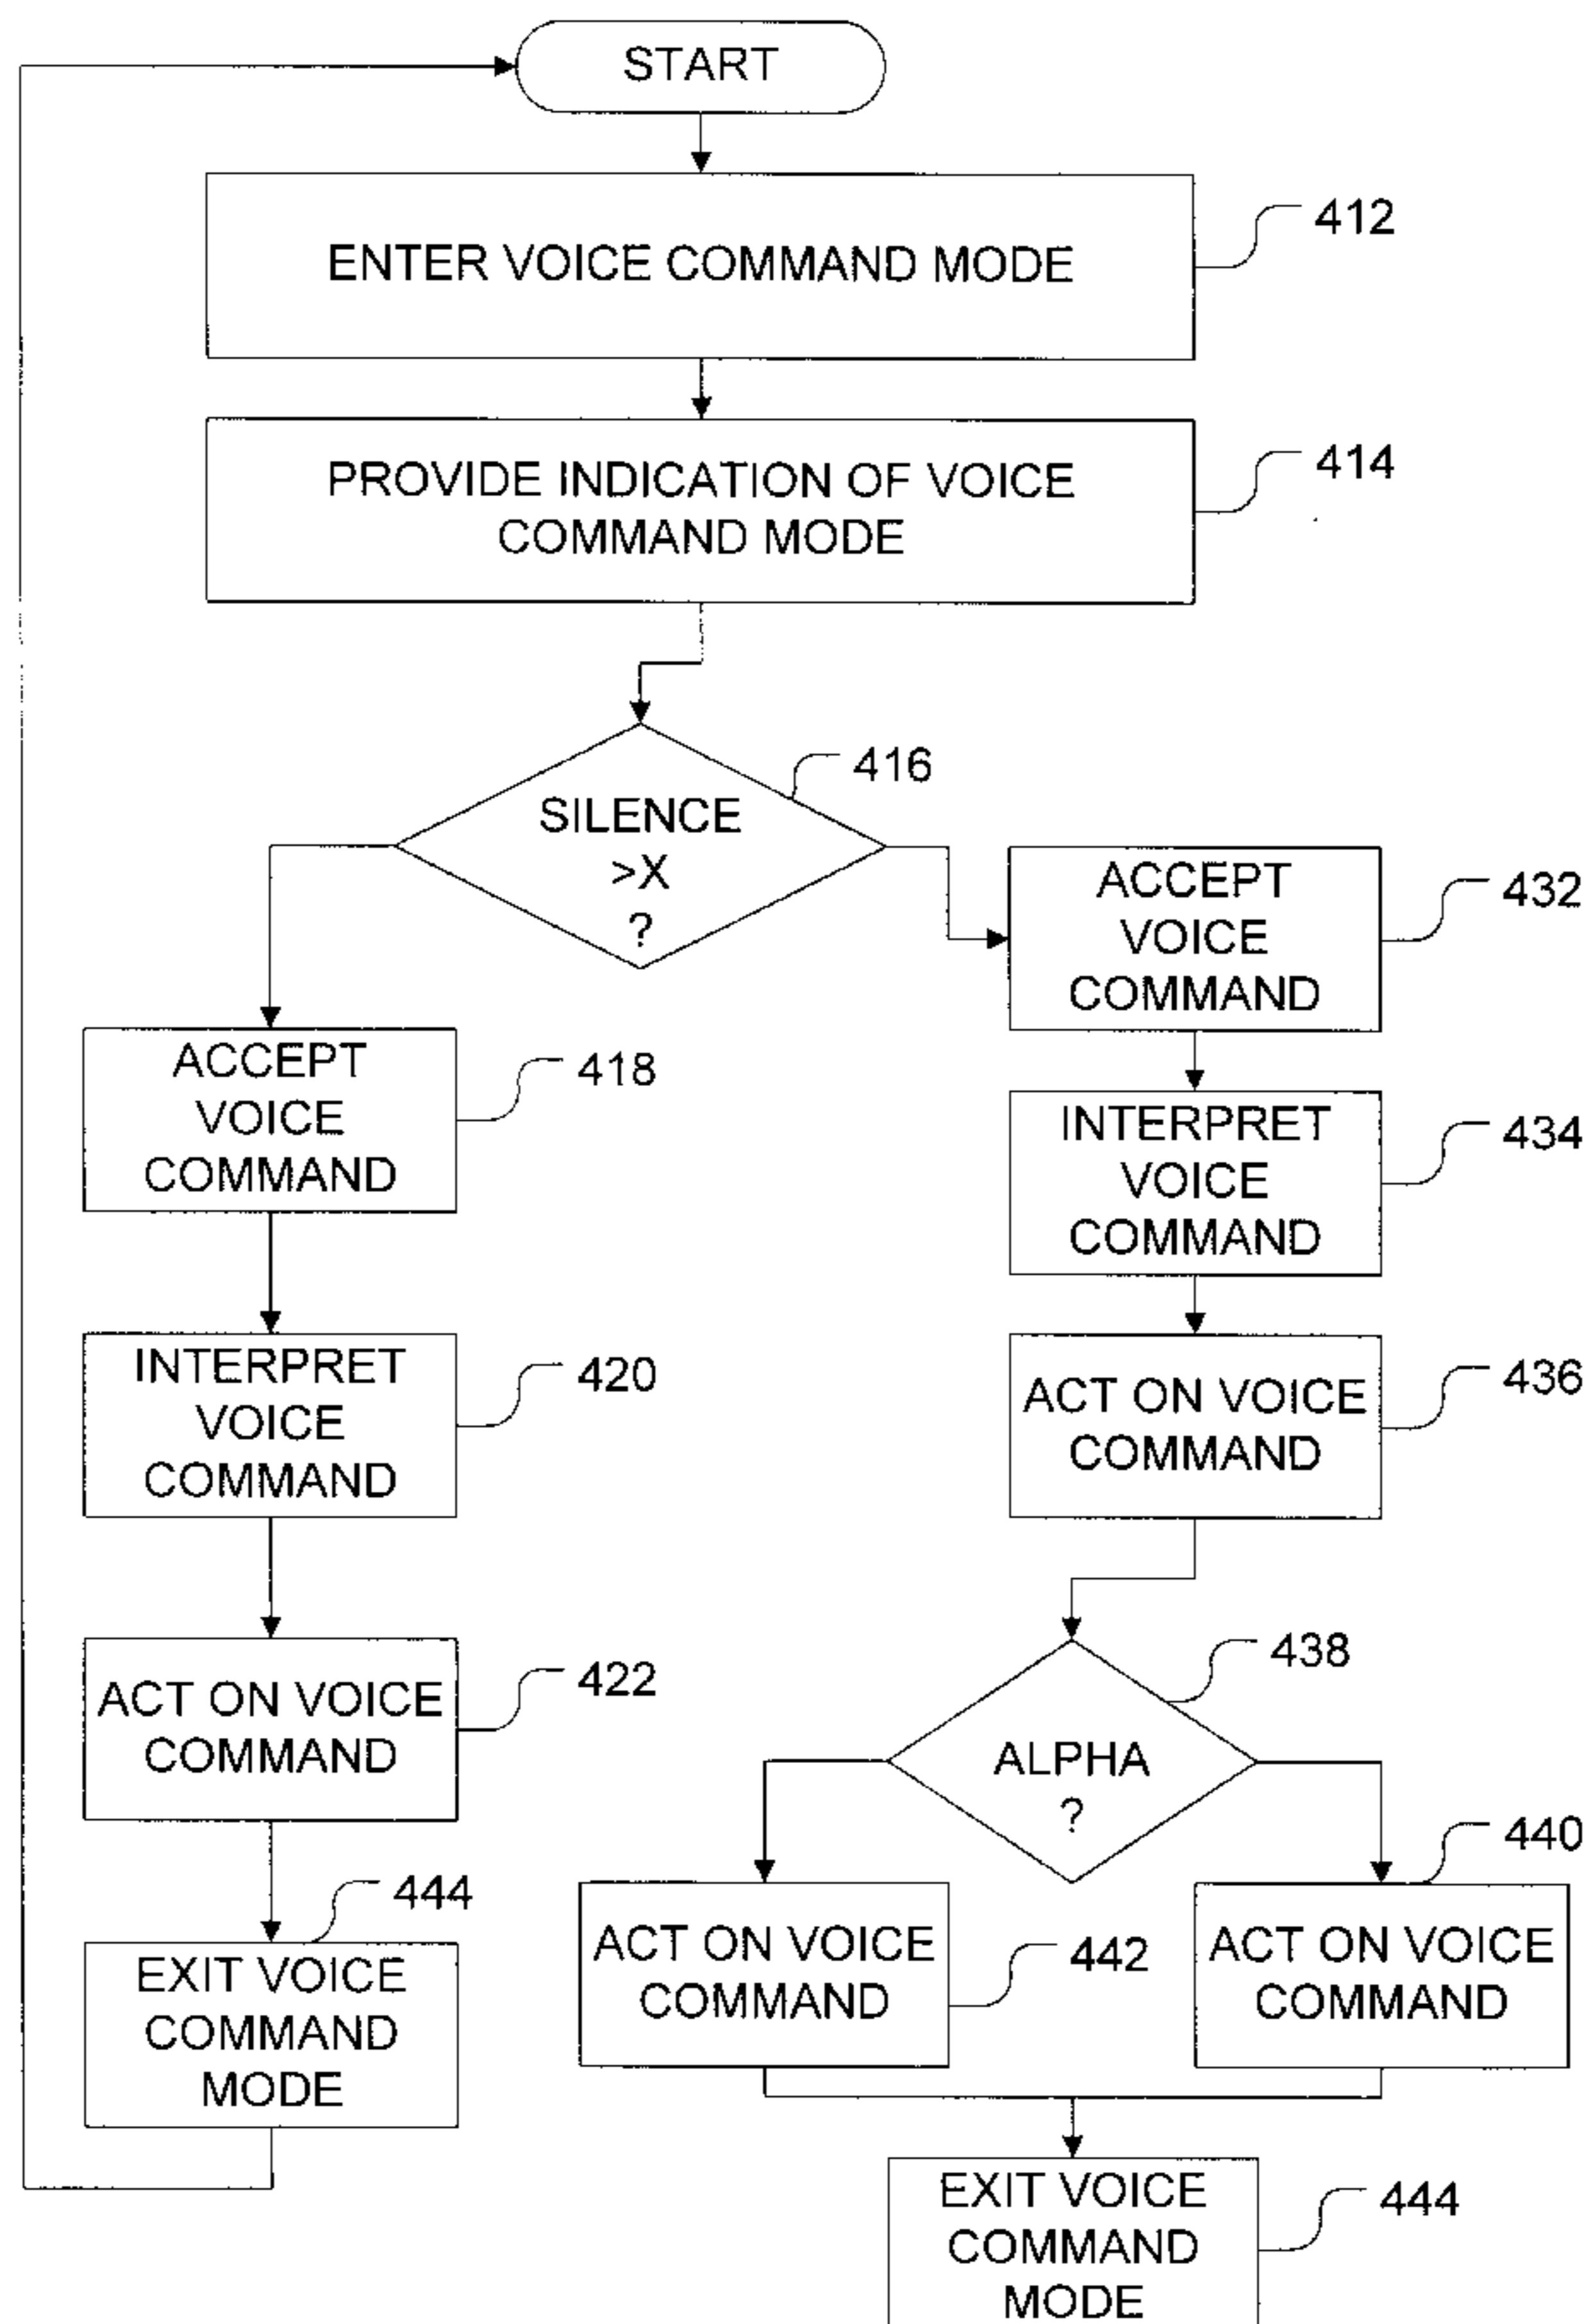 START
ENTER VOICE COMMAND MODE
412
PROVIDE INDICATION OF VOICE
COMMAND MODE
414
SILENCE
>X
?
416
ACCEPT
VOICE
COMMAND
432
ACCEPT
VOICE
COMMAND
418
INTERPRET
VOICE
COMMAND
434
INTERPRET
VOICE
COMMAND
420
ACT ON VOICE
COMMAND
436
ACT ON VOICE
COMMAND
422
ALPHA
?
438
EXIT VOICE
COMMAND
MODE
444
ACT ON VOICE
COMMAND
442
ACT ON VOICE
COMMAND
440
EXIT VOICE
COMMAND
MODE
444